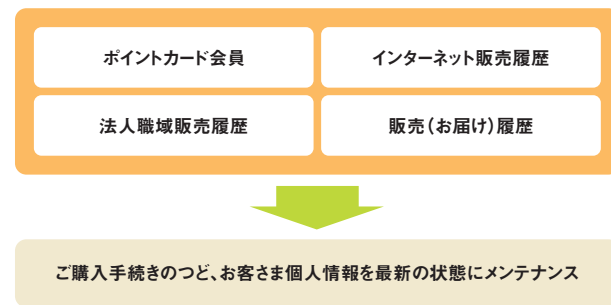 ポイントカード会員
インターネット販売履歴
法人職域販売履歴
販売(お届け)履歴
ご購入手続きのつど、お客さま個人情報を最新の状態にメンテナンス